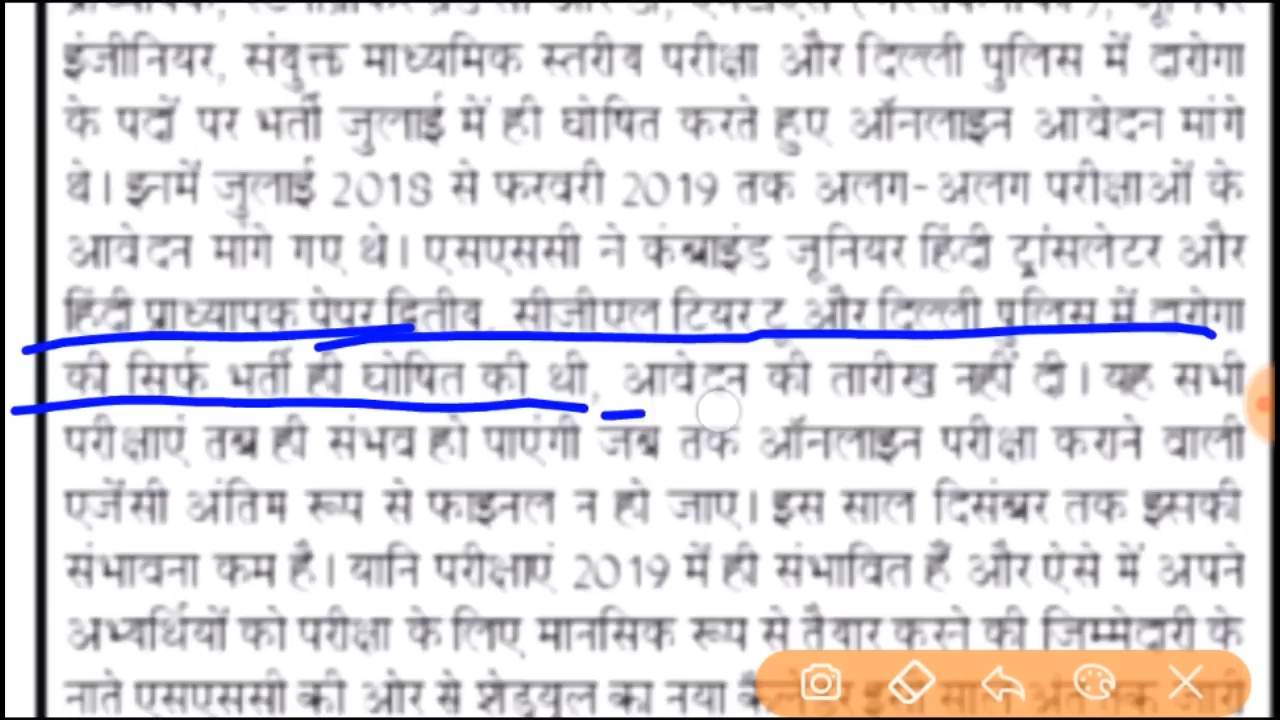 इंजीनियर, संयुक्त माध्यमिक स्तरीय परीक्षा और दिल्ली पुलिस में दारोगा
के पदों पर भर्ती जुलाई में ही घोषित करते हुए ऑनलाइन आवेदन मांगे
थे। इनमें जुलाई 2018 से फरवरी 2019 तक अलग-अलग परीक्षाओं के
आवेदन मांगे गए थे। एसएससी ने कंबाइंड जूनियर हिंदी ट्रांसलेटर और
हिंदी प्राध्यापक पेपर द्वितीय, सीजीएल टियर टू और दिल्ली पुलिस में दारोगा
की सिर्फ भर्ती ही घोषित की थी, आवेदन की तारीख नहीं दी। यह सभी
परीक्षाएं तब ही संभव हो पाएंगी जब तक ऑनलाइन परीक्षा कराने वाली
एजेंसी अंतिम रूप से फाइनल न हो जाए। इस साल दिसंबर तक इसकी
संभावना कम है। यानि परीक्षाएं 2019 में ही संभावित हैं और ऐसे में अपने
अभ्यर्थियों को परीक्षा के लिए मानसिक रूप से तैयार करने की जिम्मेदारी के
नाते एसएससी की ओर से शेड्यूल का नया